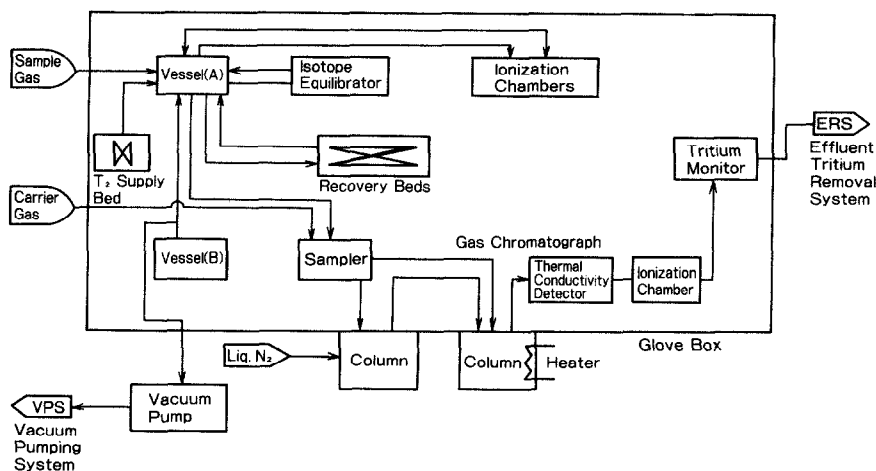 Sample
Gas
Vessel(A)
Isotope
Equilibrator
Ionization
Chambers
T₂ Supply
Bed
Recovery Beds
Tritium
Monitor
ERS
Effluent
Tritium
Removal
System
Carrier
Gas
Vessel(B)
Sampler
Gas Chromatograph
Thermal
Conductivity
Detector
Ionization
Chamber
Glove Box
Liq. N₂
Column
Column
Heater
Vacuum
Pump
VPS
Vacuum
Pumping
System